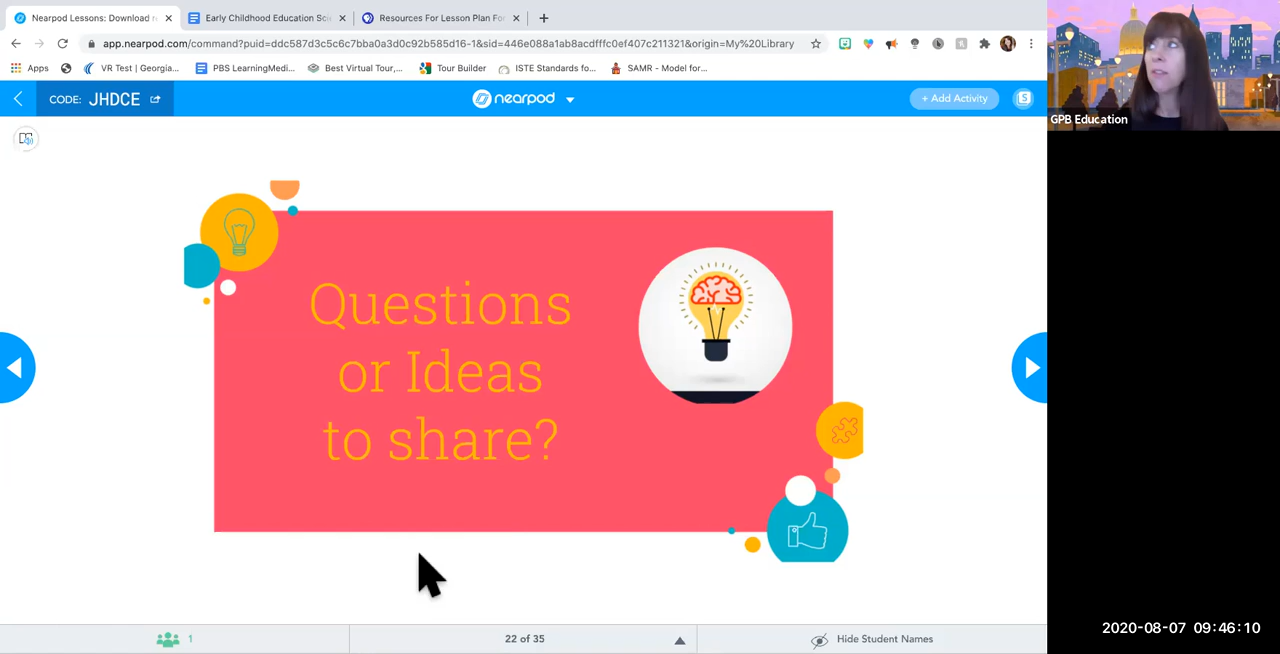 Nearpod Lessons: Download r
Early Childhood Education Sci
Resources For Lesson Plan For
app.nearpod.com/command?puid=ddc587d3c5c6c7bba0a3d0c92b585d16-1&sid=446e088a1ab8acdfffc0ef407c211321&origin=My%20Library
Apps
VR Test | Georgia...
PBS LearningMedi...
Best Virtual Tour,...
Tour Builder
ISTE Standards fo...
SAMR - Model for...
CODE: JHDCE
nearpod
+ Add Activity
S
GPB Education
Questions
or Ideas
to share?
1
22 of 35
Hide Student Names
2020-08-07 09:46:10